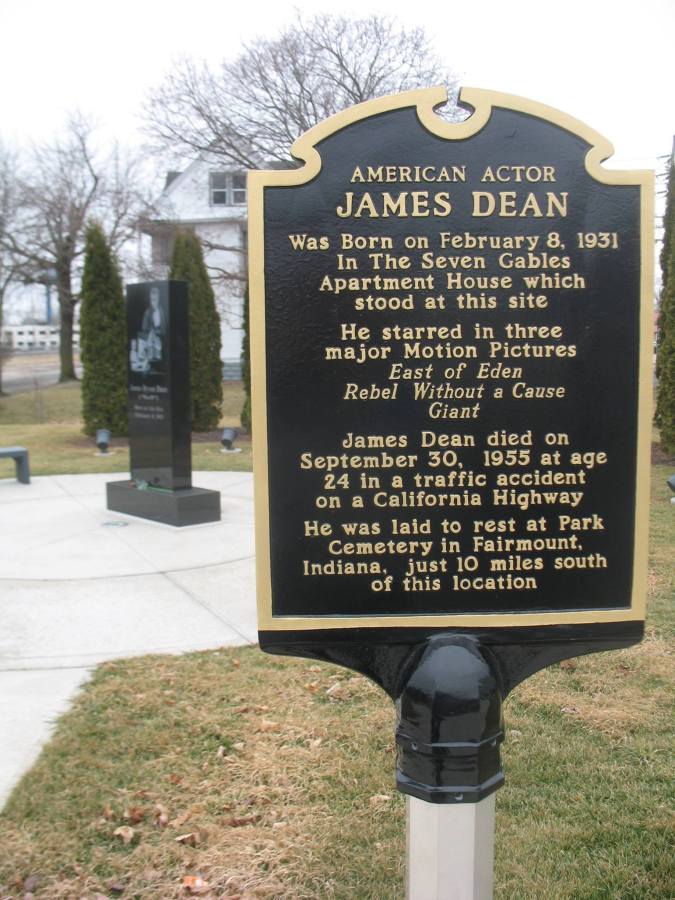 AMERICAN ACTOR
JAMES DEAN
Was Born on February 8, 1931
In The Seven Gables
Apartment House which
stood at this site
He starred in three
major Motion Pictures
East of Eden
Rebel Without a Cause
Giant
James Dean died on
September 30, 1955 at age
24 in a traffic accident
on a California Highway
He was laid to rest at Park
Cemetery in Fairmount,
Indiana, just 10 miles south
of this location
James Byron Dean